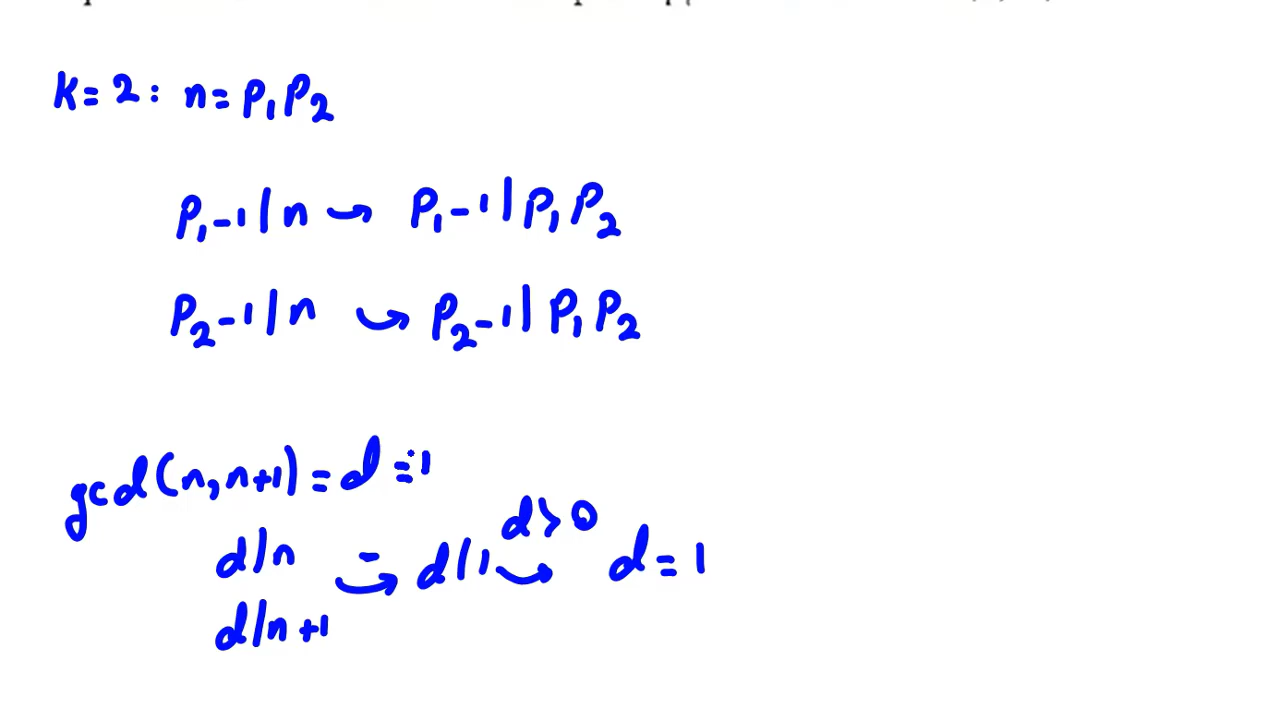 k=2: n=p₁p₂
p₁-1|n → p₁-1|p₁p₂
p₂-1|n → p₂-1|p₁p₂
gcd(n,n+1)=d=1
d|n → d|1 d>0 → d=1
d|n+1